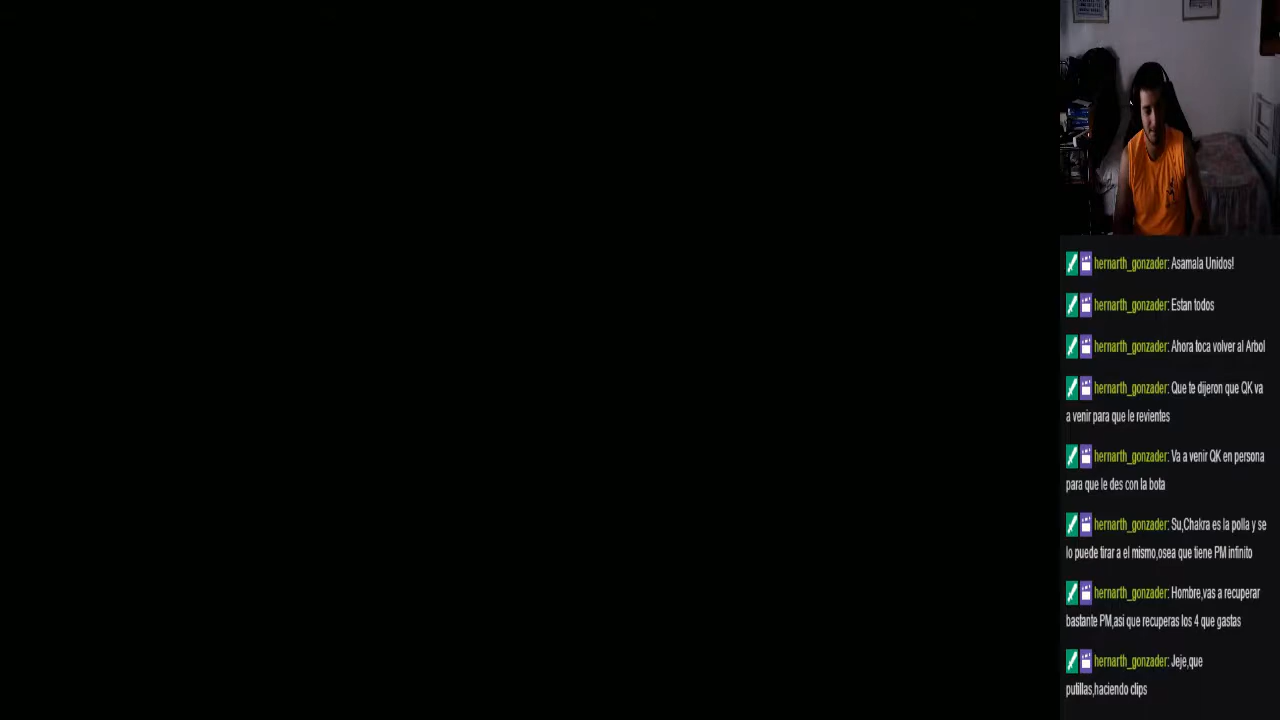 hernarth_gonzader: Asamala Unidos!
hernarth_gonzader: Estan todos
hernarth_gonzader: Ahora toca volver al Arbol
hernarth_gonzader: Que te dijeron que QK va
a venir para que le revientes
hernarth_gonzader: Va a venir QK en persona
para que le des con la bota
hernarth_gonzader: Su,Chakra es la polla y se
lo puede tirar a el mismo,osea que tiene PM infinito
hernarth_gonzader: Hombre,vas a recuperar
bastante PM,asi que recuperas los 4 que gastas
hernarth_gonzader: Jeje,que
putillas,haciendo clips